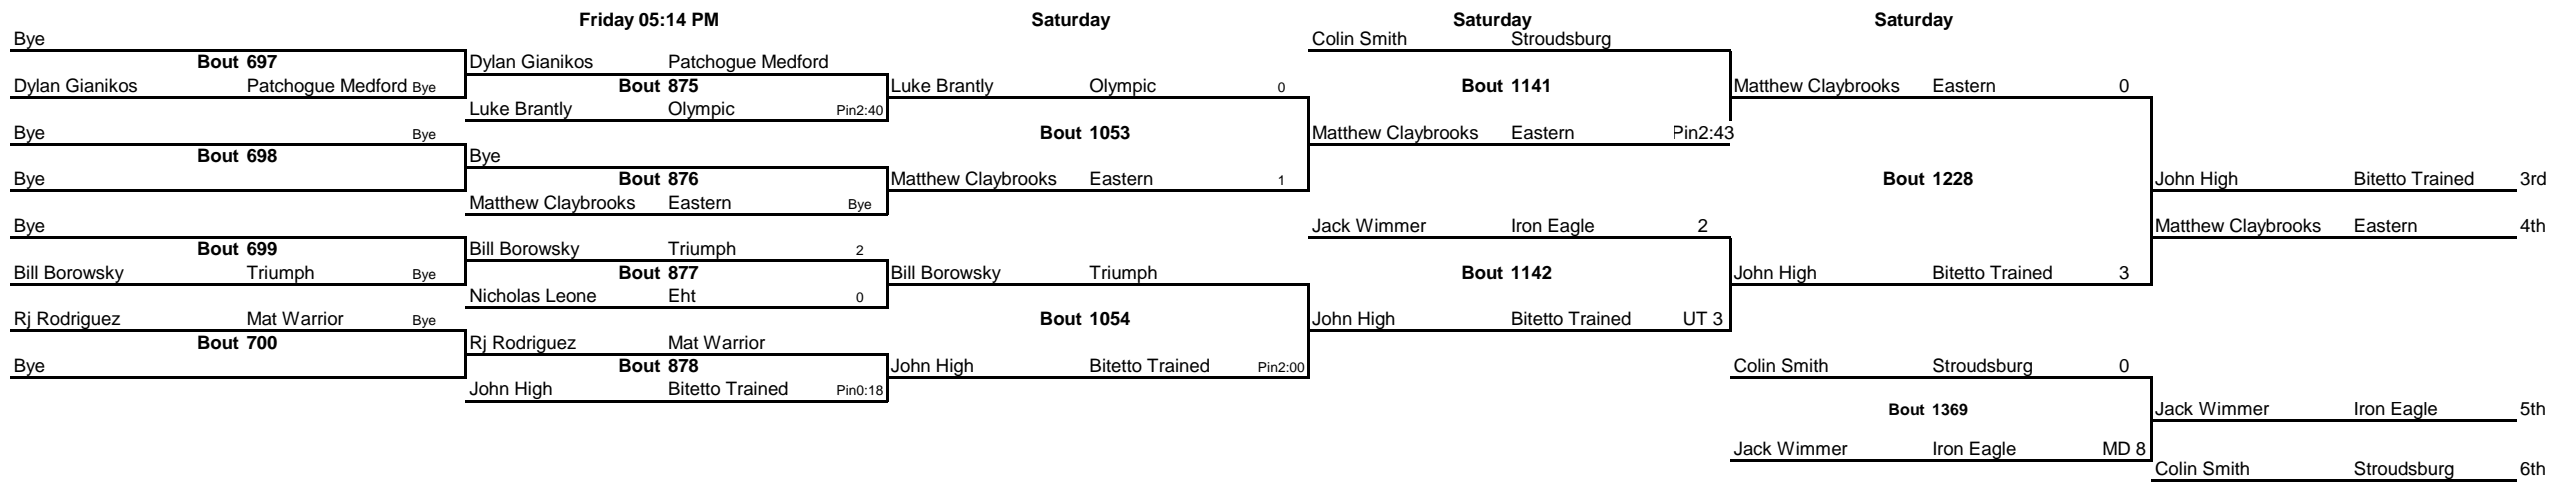 Friday 05:14 PM Saturday Saturday Saturday
Bye Colin Smith Stroudsburg
Bout 697 Dylan Gianikos Patchogue Medford
Dylan Gianikos Patchogue Medford Bye Bout 875 Luke Brantly Olympic 0 Bout 1141 Matthew Claybrooks Eastern 0
Luke Brantly Olympic Pin2:40
Bye Bye Bout 1053 Matthew Claybrooks Eastern Pin2:43
Bout 698 Bye
Bye Bout 876 Matthew Claybrooks Eastern 1 Bout 1228 John High Bitetto Trained 3rd
Matthew Claybrooks Eastern Bye
Bye Jack Wimmer Iron Eagle 2 Matthew Claybrooks Eastern 4th
Bout 699 Bill Borowsky Triumph 2
Bill Borowsky Triumph Bye Bout 877 Bill Borowsky Triumph Bout 1142 John High Bitetto Trained 3
Nicholas Leone Eht 0
Rj Rodriguez Mat Warrior Bye Bout 1054 John High Bitetto Trained UT 3
Bout 700 Rj Rodriguez Mat Warrior
Bye Bout 878 John High Bitetto Trained Pin2:00 Colin Smith Stroudsburg 0
John High Bitetto Trained Pin0:18
Bout 1369 Jack Wimmer Iron Eagle 5th
Jack Wimmer Iron Eagle MD 8
Colin Smith Stroudsburg 6th